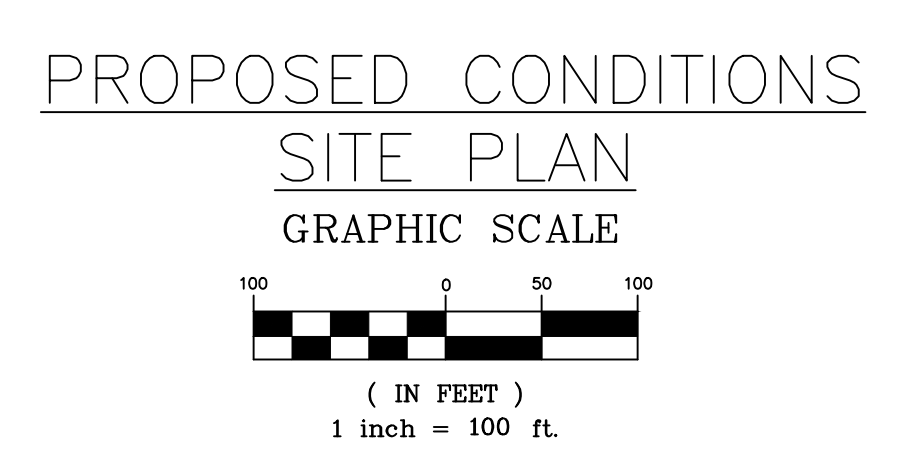 PROPOSED CONDITIONS
SITE PLAN
GRAPHIC SCALE
100 0 50 100
( IN FEET )
1 inch = 100 ft.